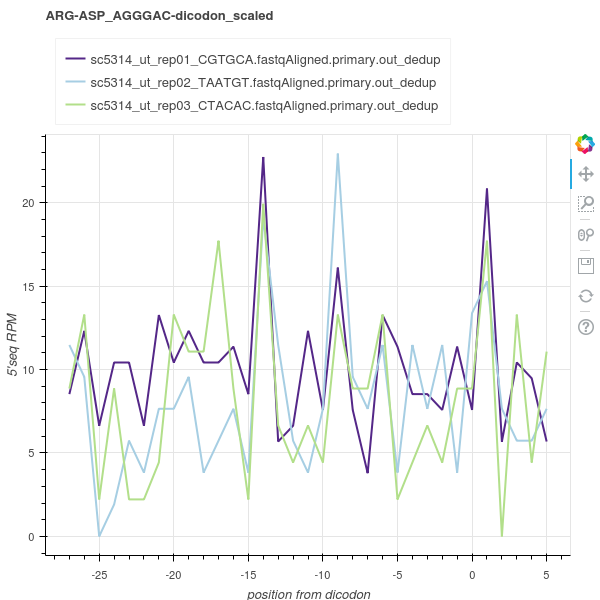 ARG-ASP_AGGGAC-dicodon_scaled
sc5314_ut_rep01_CGTGCA.fastqAligned.primary.out_dedup
sc5314_ut_rep02_TAATGT.fastqAligned.primary.out_dedup
sc5314_ut_rep03_CTACAC.fastqAligned.primary.out_dedup
5'seq RPM
20
15
10
5
0
-25 -20 -15 -10 -5 0 5
position from dicodon